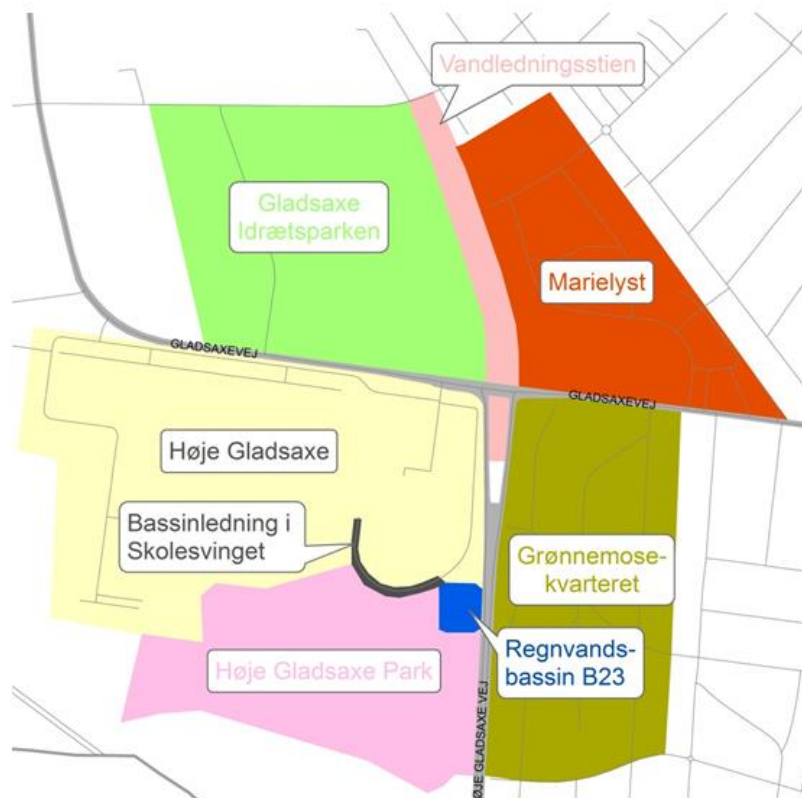 Vandledningsstien
Gladsaxe
Idrætsparken
Marielyst
GLADSAXEVEJ
GLADSAXEVEJ
Høje Gladsaxe
Bassinledning i
Skolesvinget
Grønnemose-
kvarteret
Regnvands-
bassin B23
Høje Gladsaxe Park
HØJE GLADSAXE VEJ